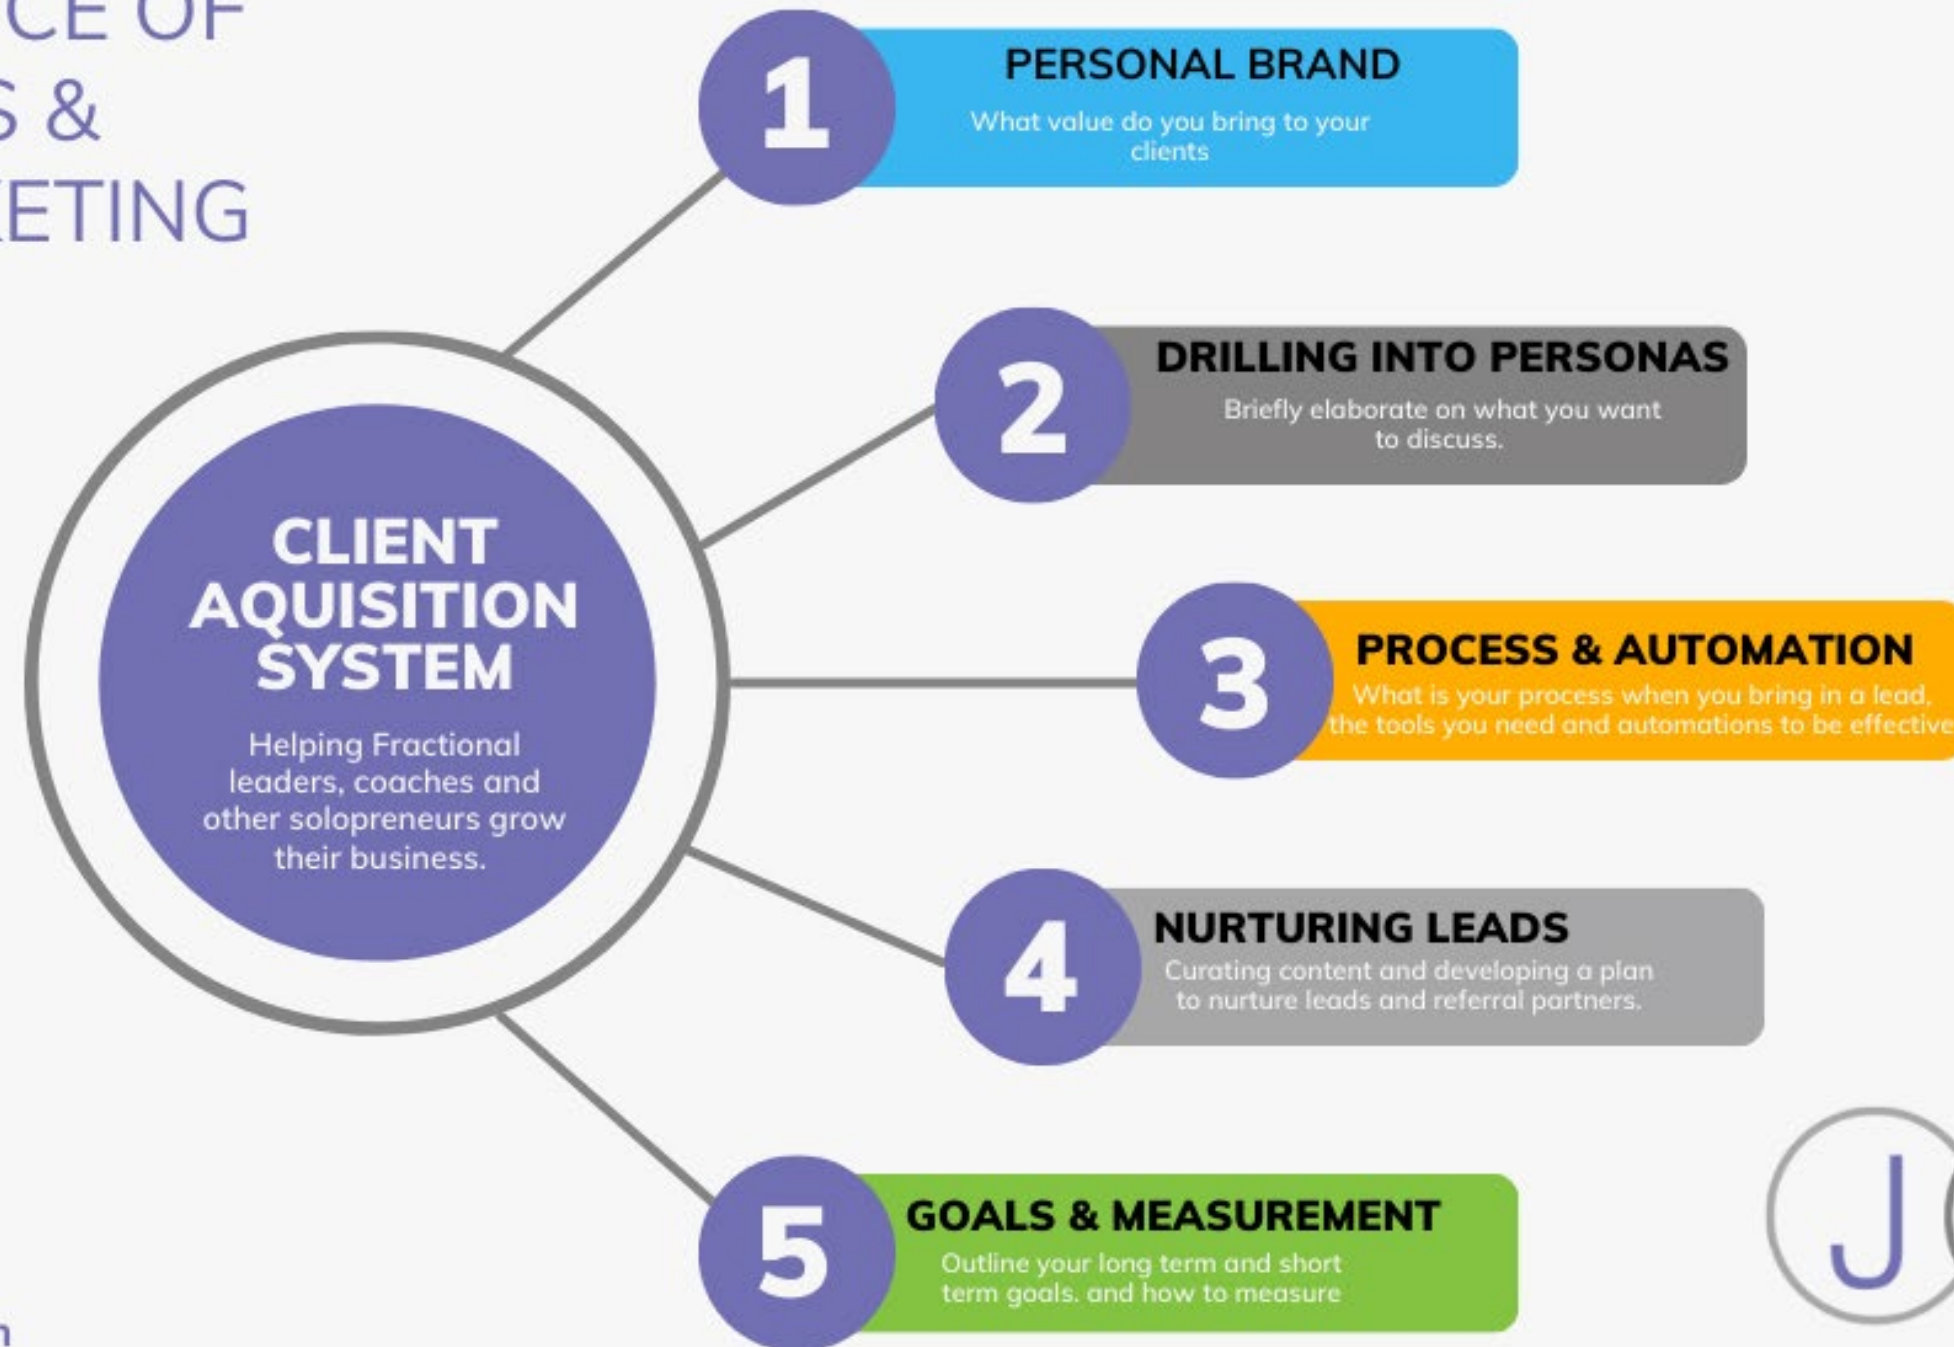 CE OF
S &
KETING
1
PERSONAL BRAND
What value do you bring to your
clients
2
DRILLING INTO PERSONAS
Briefly elaborate on what you want
to discuss.
CLIENT
AQUISITION
SYSTEM
Helping Fractional
leaders, coaches and
other solopreneurs grow
their business.
3
PROCESS & AUTOMATION
What is your process when you bring in a lead,
the tools you need and automations to be effective
4
NURTURING LEADS
Curating content and developing a plan
to nurture leads and referral partners.
5
GOALS & MEASUREMENT
Outline your long term and short
term goals. and how to measure
J